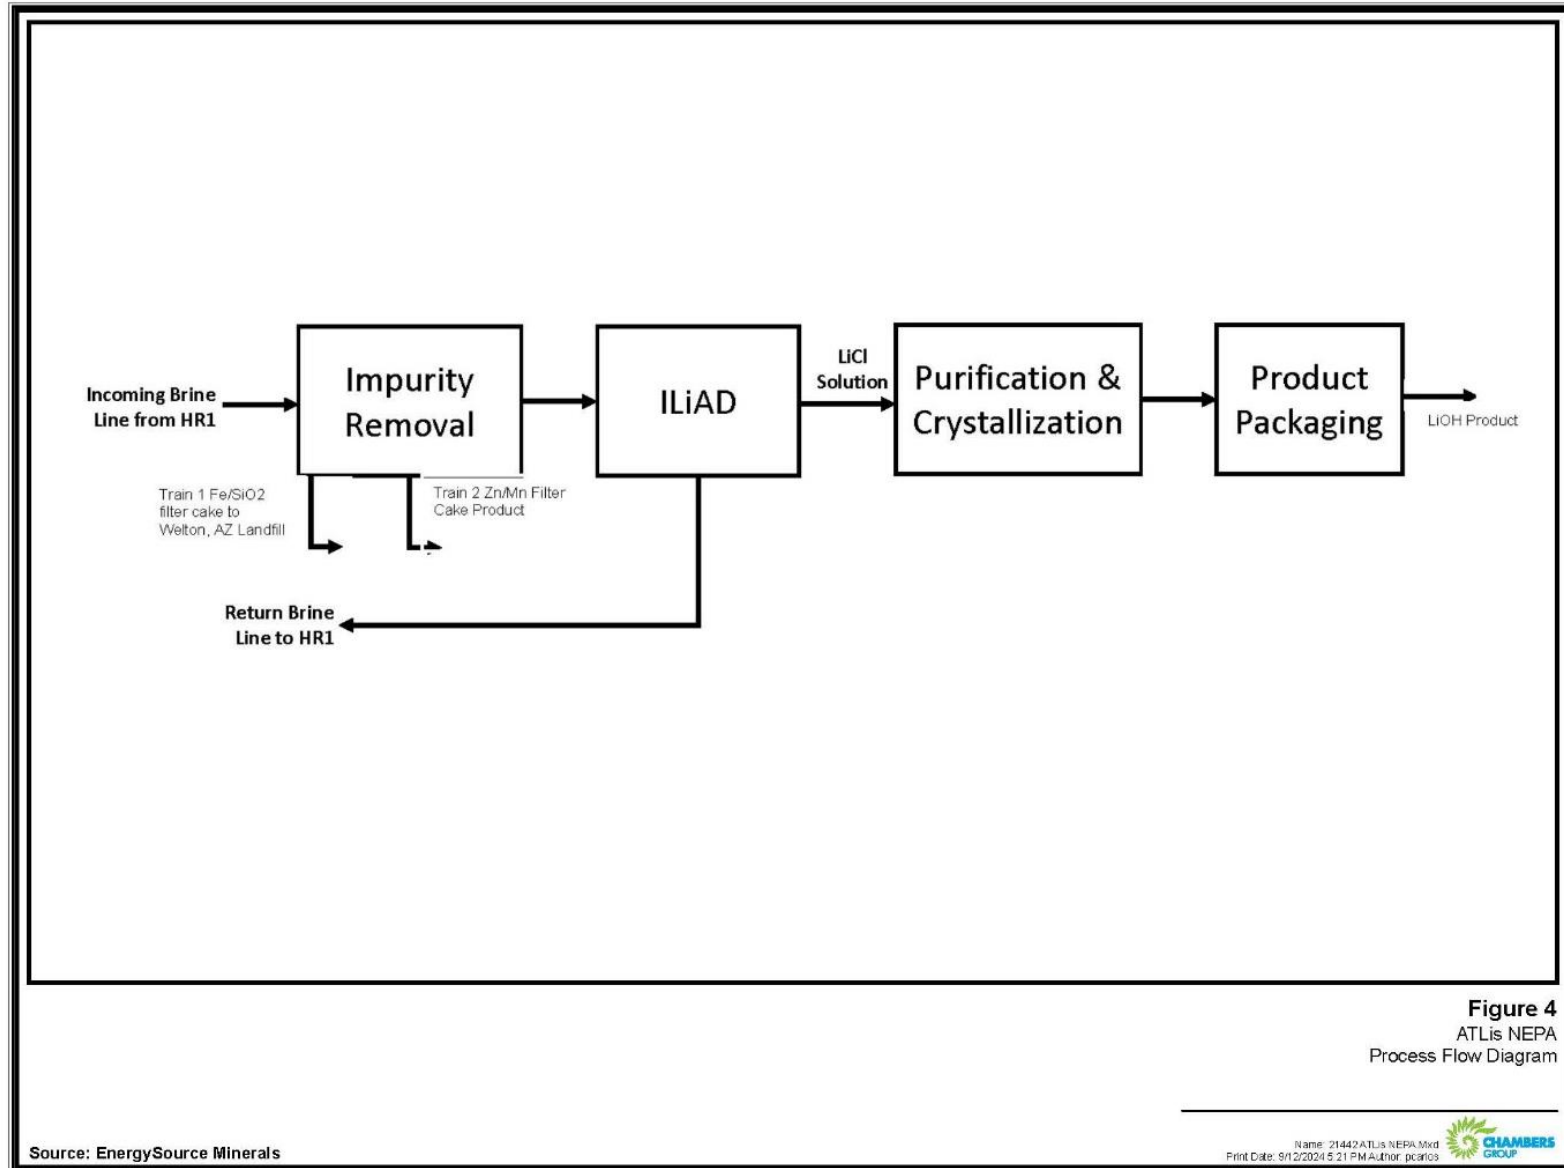 Incoming Brine
Line from HR1
Impurity
Removal
ILiAD
LiCl
Solution
Purification &
Crystallization
Product
Packaging
LiOH Product
Train 1 Fe/SiO2
filter cake to
Welton, AZ Landfill
Train 2 Zn/Mn Filter
Cake Product
Return Brine
Line to HR1
Figure 4
ATLis NEPA
Process Flow Diagram
Source: EnergySource Minerals
Name: 21442 ATLis NEPA.Mxd
Print Date: 9/12/2024 5:21 PM Author: pcarlos
CHAMBERS
GROUP